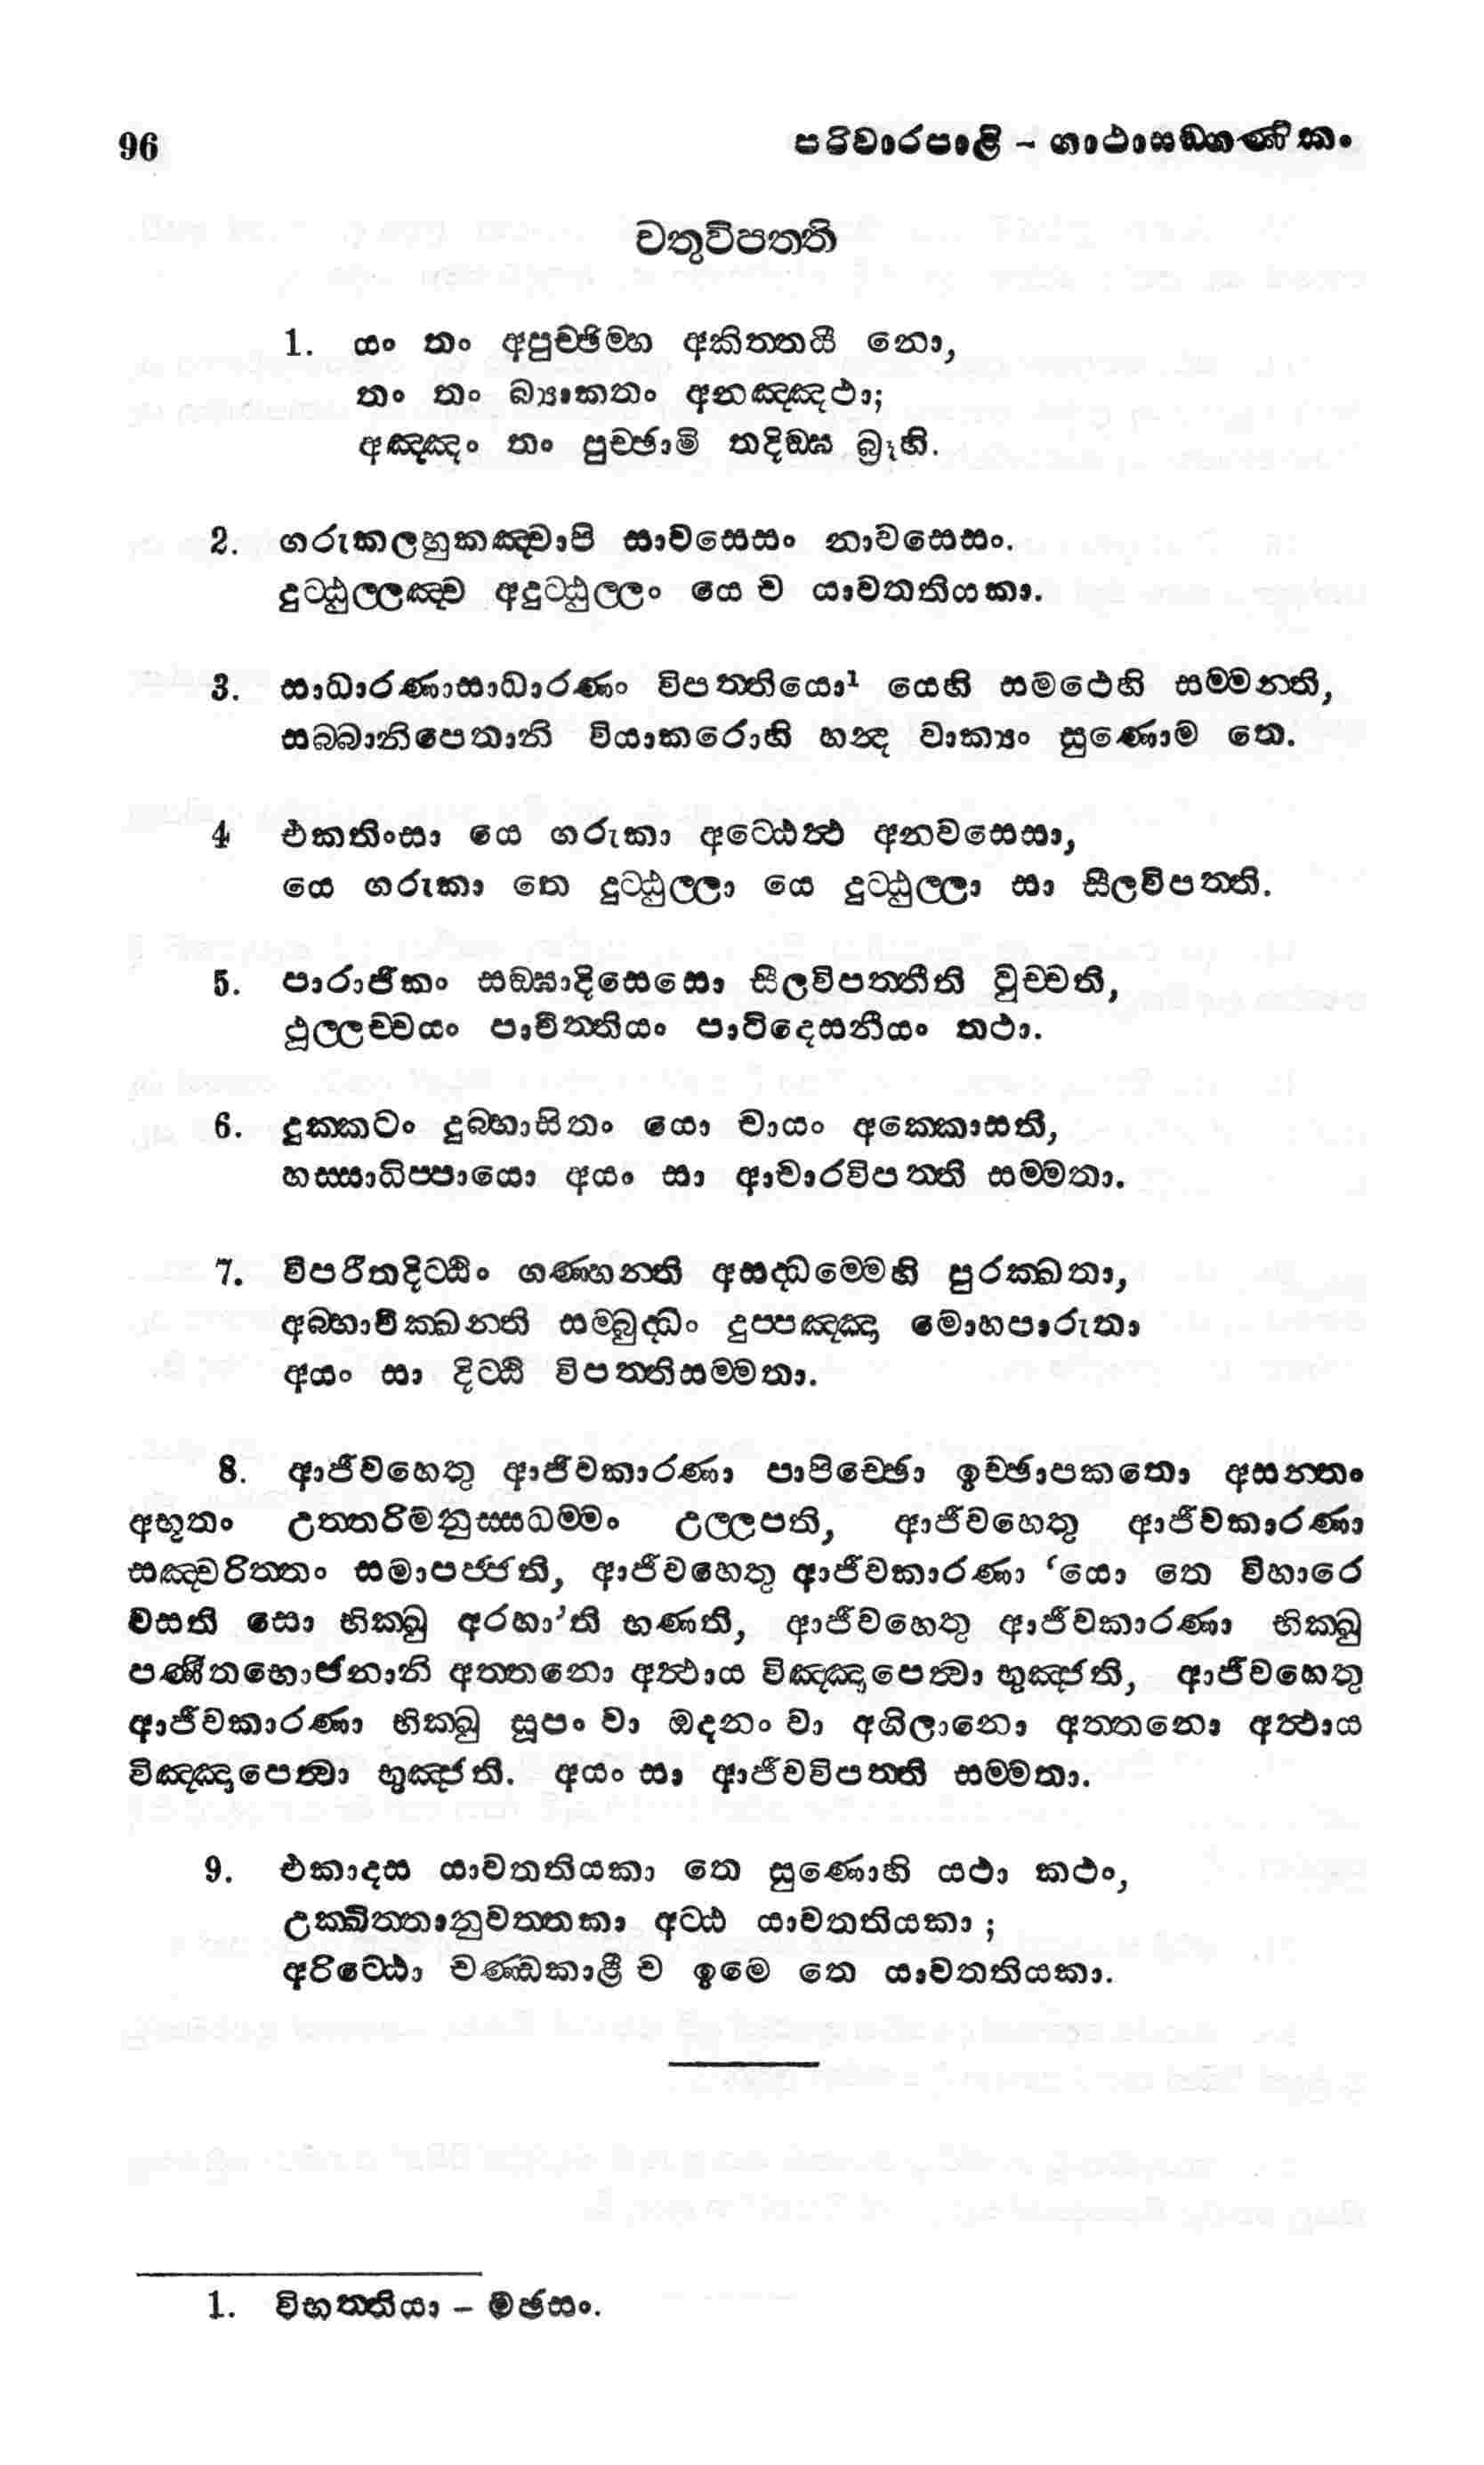 96
පරිවාරපාළි – ගාථාසඞ්ගණිකං
චතුවිපත්ති
1. යං තං අපුච්ඡිම්හ අකිත්තයී නො,
තං තං බ්‍යාකතං අනඤ්ඤථා;
අඤ්ඤං තං පුච්ඡාමි තදිඞ්ඝ බ්‍රූහි.
2. ගරුකලහුකඤ්චාපි සාවසෙසං නාවසෙසං.
දුට්ඨුල්ලඤ්ච අදුට්ඨුල්ලං යෙ ච යාවතතියකා.
3. සාධාරණාසාධාරණං විපත්තියො¹ යෙහි සමථෙහි සම්මන්ති,
සබ්බානිපෙතානි වියාකරොහි හන්ද වාක්‍යං සුණොම තෙ.
4 එකතිංසා යෙ ගරුකා අට්ඨෙත්ථ අනවසෙසා,
යෙ ගරුකා තෙ දුට්ඨුල්ලා යෙ දුට්ඨුල්ලා සා සීලවිපත්ති.
5. පාරාජිකං සඞ්ඝාදිසෙසො සීලවිපත්තීති වුච්චති,
ථූල්ලච්චයං පාචිත්තියං පාටිදෙසනීයං තථා.
6. දුක්කටං දුබ්භාසිතං යො චායං අක්කොසති,
හස්සාධිප්පායො අයං සා ආචාරවිපත්ති සම්මතා.
7. විපරීතදිට්ඨිං ගණ්හන්ති අසද්ධම්මෙහි පුරක්ඛතා,
අබ්භාචික්ඛන්ති සම්බුද්ධිං දුප්පඤ්ඤා මොහපාරුතා
අයං සා දිට්ඨි විපත්තිසම්මතා.
8. ආජීවහෙතු ආජීවකාරණා පාපිච්ඡො ඉච්ඡාපකතො අසන්තං
අභූතං උත්තරිමනුස්සධම්මං උල්ලපති, ආජීවහෙතු ආජීවකාරණා
සඤ්චරිත්තං සමාපජ්ජති, ආජීවහෙතු ආජීවකාරණා ‘යො තෙ විහාරෙ
වසති සො භික්ඛු අරහා’ති භණති, ආජීවහෙතු ආජීවකාරණා භික්ඛු
පණීතභොජනානි අත්තනො අත්ථාය විඤ්ඤාපෙත්වා භුඤ්ජති, ආජීවහෙතු
ආජීවකාරණා භික්ඛු සූපං වා ඔදනං වා අගිලානො අත්තනො අත්ථාය
විඤ්ඤාපෙත්වා භුඤ්ජති. අයං සා ආජීවවිපත්ති සම්මතා.
9. එකාදස යාවතතියකා තෙ සුණොහි යථා කථං,
උක්ඛිත්තානුවත්තකා අට්ඨ යාවතතියකා ;
අරිට්ඨො චණ්ඩකාළී ච ඉමෙ තෙ යාවතතියකා.
1. විභත්තියා – මඡසං.